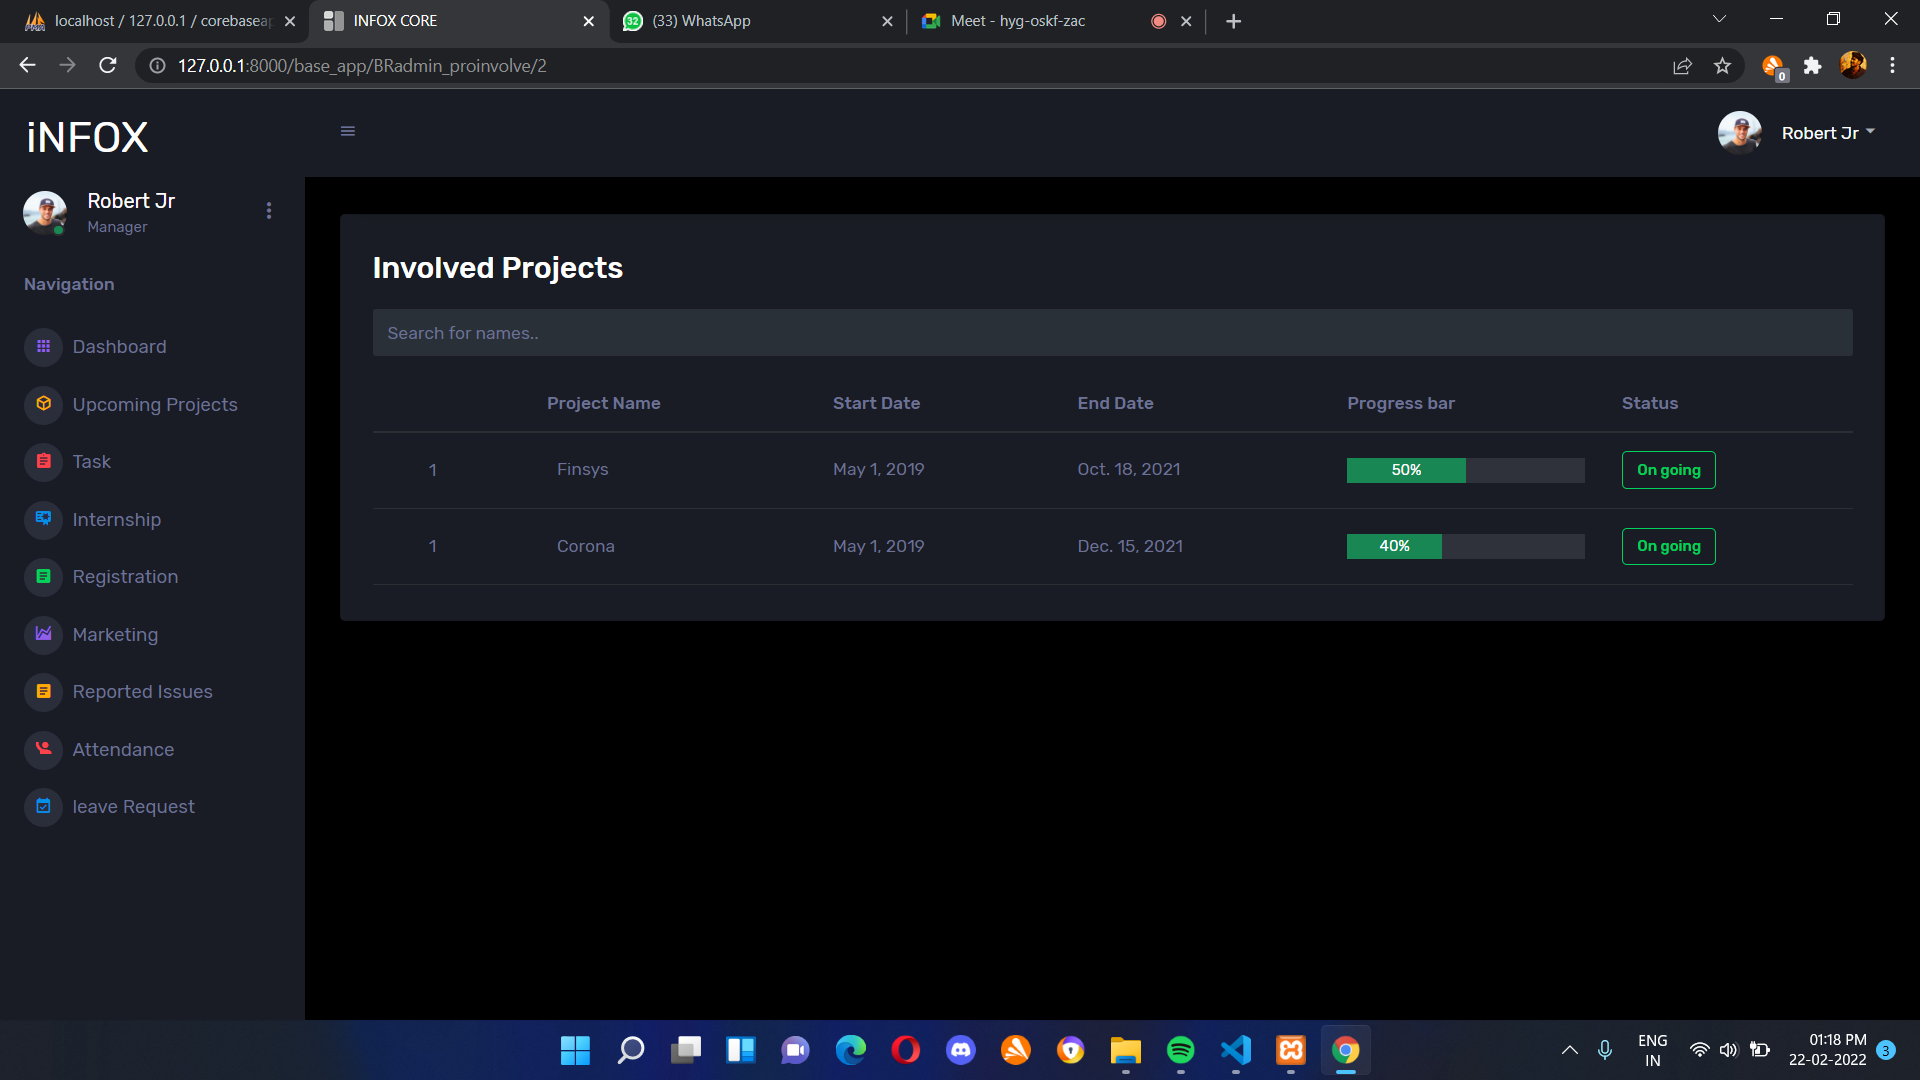 localhost / 127.0.0.1 / corebaseap
INFOX CORE
32
(33) WhatsApp
Meet - hyg-oskf-zac
127.0.0.1:8000/base_app/BRadmin_proinvolve/2
0
iNFOX
Robert Jr
Robert Jr
Manager
Navigation
Dashboard
Upcoming Projects
Task
Internship
Registration
Marketing
Reported Issues
Attendance
leave Request
Involved Projects
Search for names..
Project Name Start Date End Date Progress bar Status
1 Finsys May 1, 2019 Oct. 18, 2021 50% On going
1 Corona May 1, 2019 Dec. 15, 2021 40% On going
ENG
IN
01:18 PM
22-02-2022
3